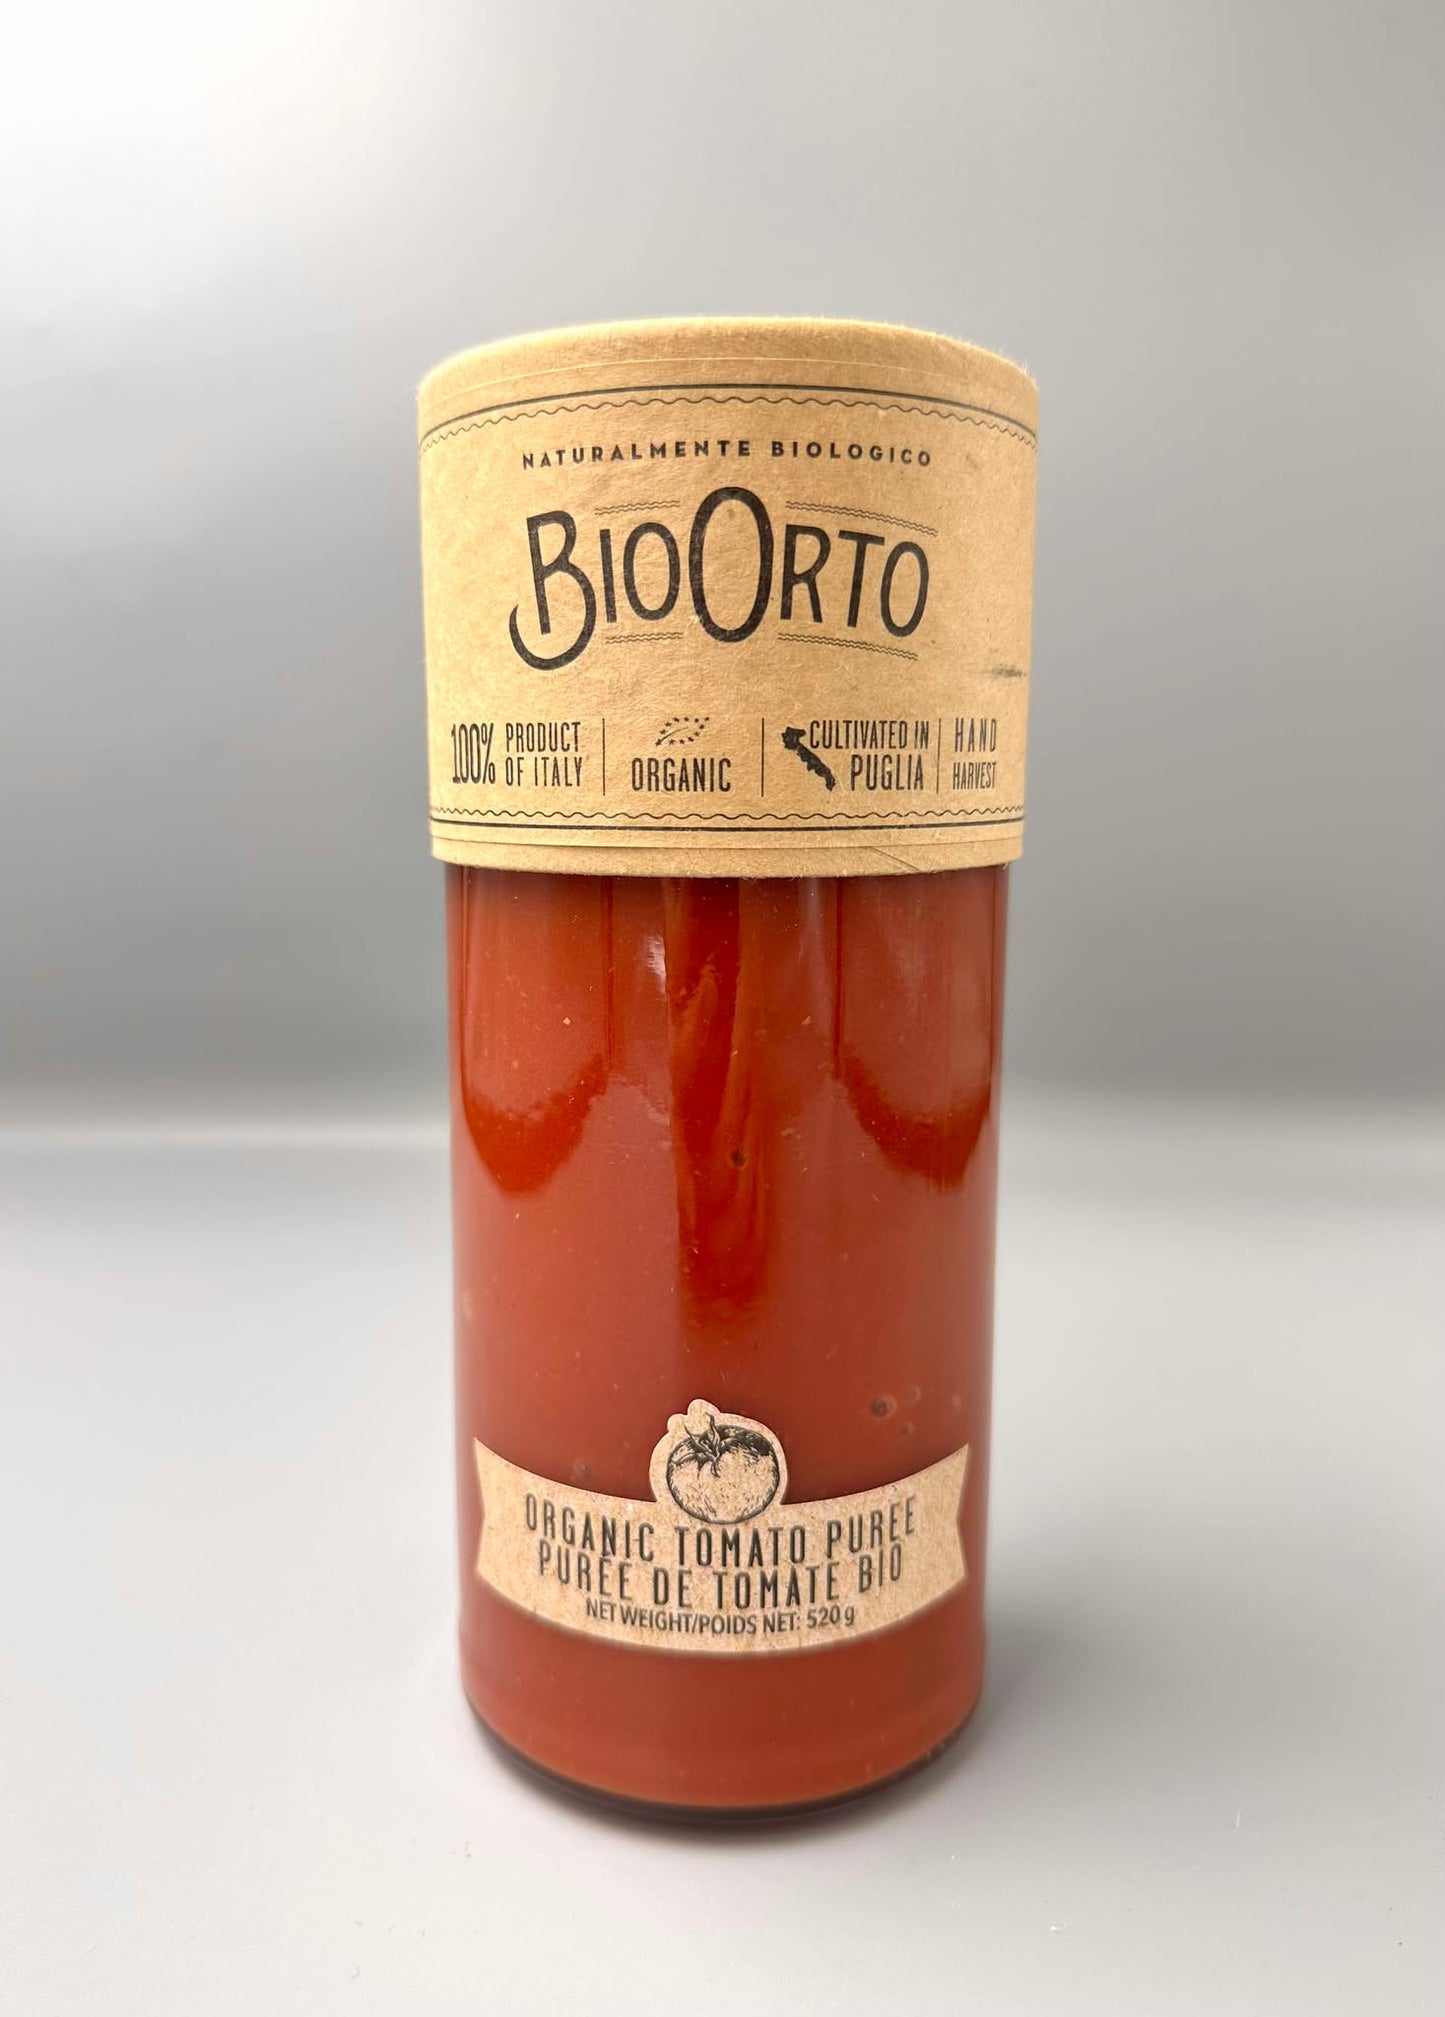 NATURALMENTE BIOLOGICO
BIOORTO
100% PRODUCT OF ITALY
ORGANIC
CULTIVATED IN PUGLIA
HAND HARVEST
ORGANIC TOMATO PUREE
PURÉE DE TOMATE BIO
NET WEIGHT/POIDS NET: 520 g